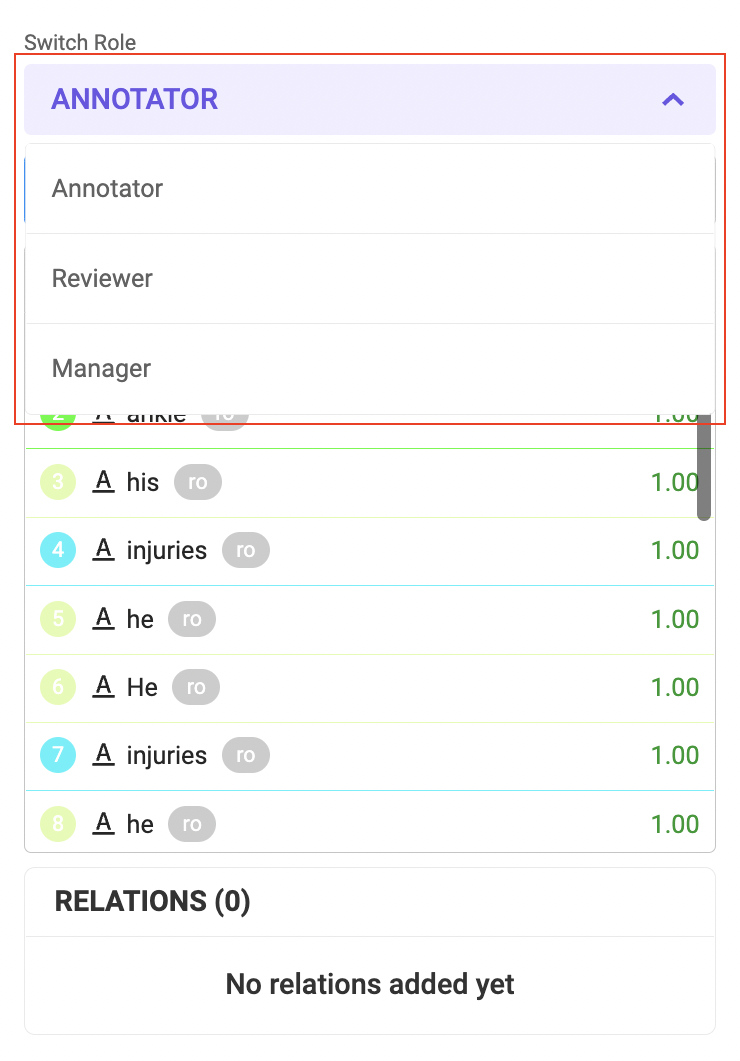 Switch Role
ANNOTATOR
Annotator
Reviewer
Manager
2 A ankle ro 1.00
3 A his ro 1.00
4 A injuries ro 1.00
5 A he ro 1.00
6 A He ro 1.00
7 A injuries ro 1.00
8 A he ro 1.00
RELATIONS (0)
No relations added yet